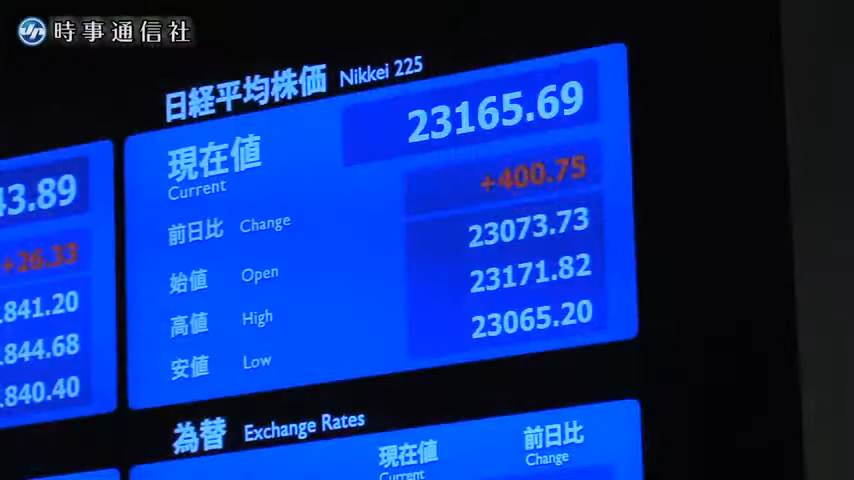 時事通信社
日経平均株価 Nikkei 225
現在値 23165.69
Current
前日比 Change +400.75
始値 Open 23073.73
高値 High 23171.82
安値 Low 23065.20
43.89
+26.33
.841.20
.844.68
.840.40
為替 Exchange Rates
現在値 前日比
Current Change